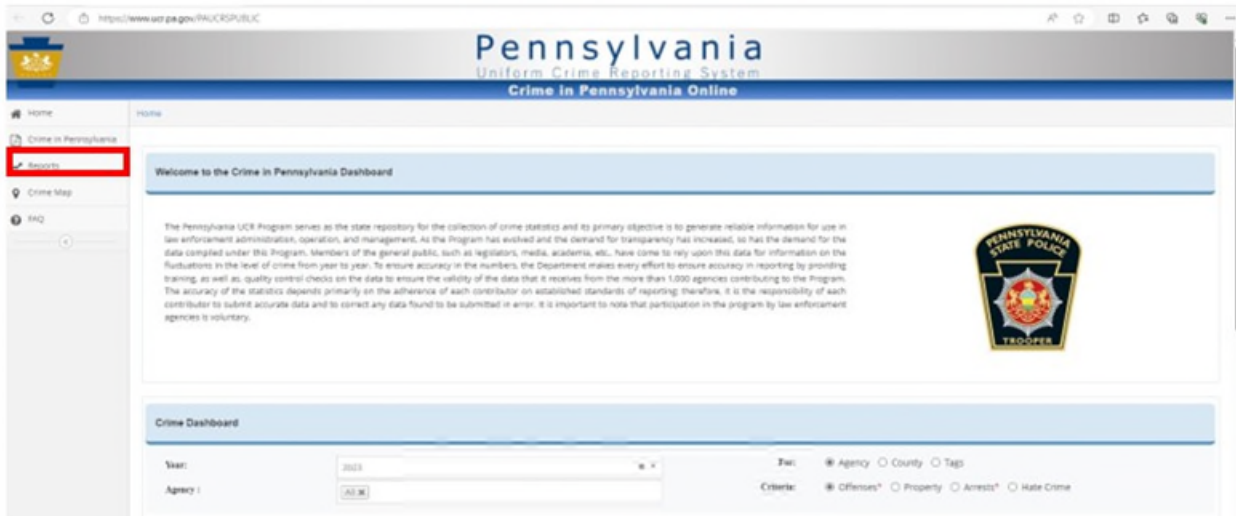 https://www.ucr.pa.gov/PAUCRSPUBLIC
Pennsylvania
Uniform Crime Reporting System
Crime in Pennsylvania Online
Home
Home
Crime in Pennsylvania
Reports
Crime Map
FAQ
Welcome to the Crime in Pennsylvania Dashboard
The Pennsylvania UCR Program serves as the state repository for the collection of crime statistics and its primary objective is to generate reliable information for use in
law enforcement administration, operation, and management. As the Program has evolved and the demand for transparency has increased, so has the demand for the
data compiled under this Program. Members of the general public, such as legislators, media, academia, etc., have come to rely upon this data for information on the
fluctuations in the level of crime from year to year. To ensure accuracy in the numbers, the Department makes every effort to ensure accuracy in reporting by providing
training, as well as, quality control checks on the data to ensure the validity of the data that it receives from the more than 1,000 agencies contributing to the Program.
The accuracy of the statistics depends primarily on the adherence of each contributor on established standards of reporting; therefore, it is the responsibility of each
contributor to submit accurate data and to correct any data found to be submitted in error. It is important to note that participation in the program by law enforcement
agencies is voluntary.
PENNSYLVANIA
STATE POLICE
TROOPER
Crime Dashboard
Year: 2023 For: Agency County Tags
Agency : All Criteria: Offenses* Property Arrests* Hate Crime